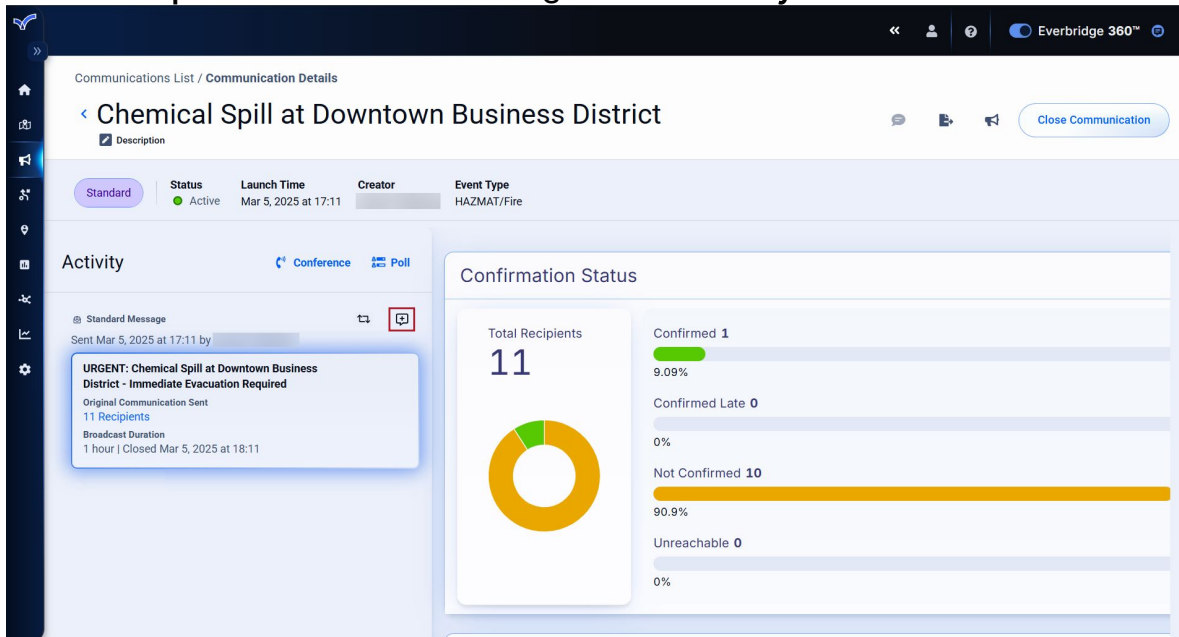 Everbridge 360™
Communications List / Communication Details
Chemical Spill at Downtown Business District
Description
Close Communication
Standard
Status
Active
Launch Time
Mar 5, 2025 at 17:11
Creator
Event Type
HAZMAT/Fire
Activity
Conference
Poll
Standard Message
Sent Mar 5, 2025 at 17:11 by
URGENT: Chemical Spill at Downtown Business
District - Immediate Evacuation Required
Original Communication Sent
11 Recipients
Broadcast Duration
1 hour | Closed Mar 5, 2025 at 18:11
Confirmation Status
Total Recipients
11
Confirmed 1
9.09%
Confirmed Late 0
0%
Not Confirmed 10
90.9%
Unreachable 0
0%